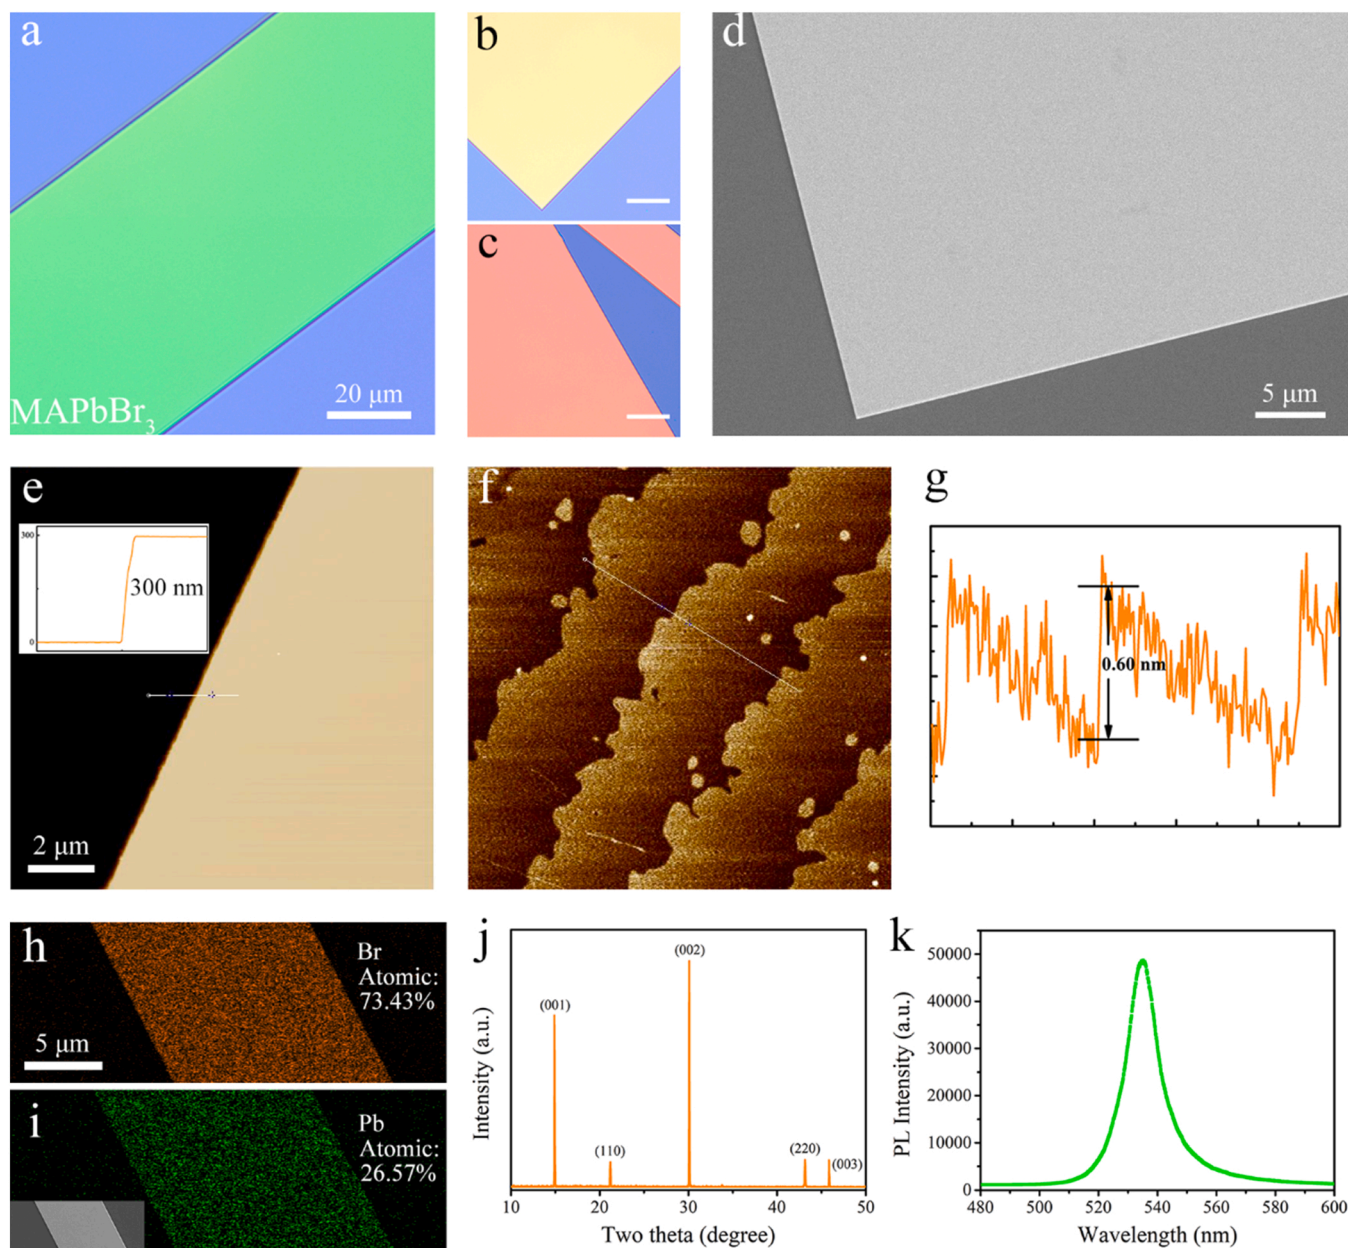 a
MAPbBr3
20 μm
b
c
d
5 μm
e
300
0
300 nm
2 μm
f
g
0.60 nm
h
Br
Atomic:
73.43%
5 μm
i
Pb
Atomic:
26.57%
j
Intensity (a.u.)
(001)
(110)
(002)
(220)
(003)
10 20 30 40 50
Two theta (degree)
k
PL Intensity (a.u.)
50000
40000
30000
20000
10000
0
480 500 520 540 560 580 600
Wavelength (nm)